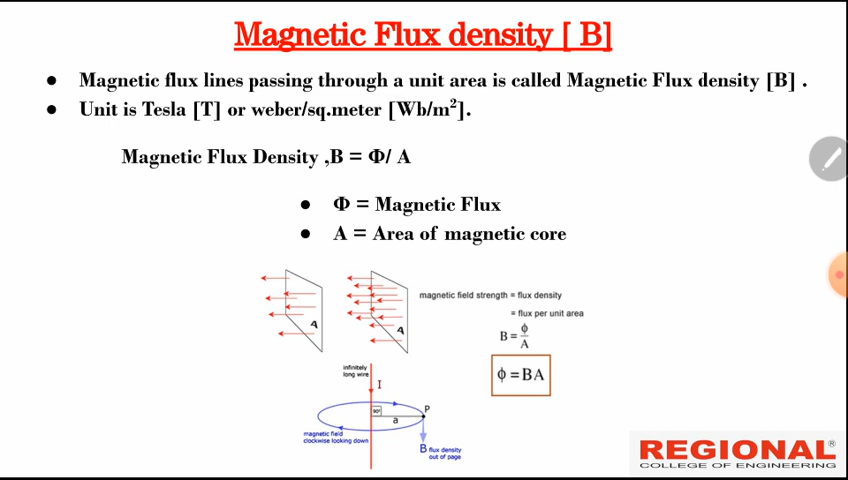 Magnetic Flux density [ B]
● Magnetic flux lines passing through a unit area is called Magnetic Flux density [B] .
● Unit is Tesla [T] or weber/sq.meter [Wb/m²].
Magnetic Flux Density ,B = Φ/ A
● Φ = Magnetic Flux
● A = Area of magnetic core
A
A
magnetic field strength = flux density
= flux per unit area
B = ϕ/A
ϕ = BA
infinitely
long wire
I
90°
P
a
magnetic field
clockwise looking down
B flux density
out of page
REGIONAL®
COLLEGE OF ENGINEERING